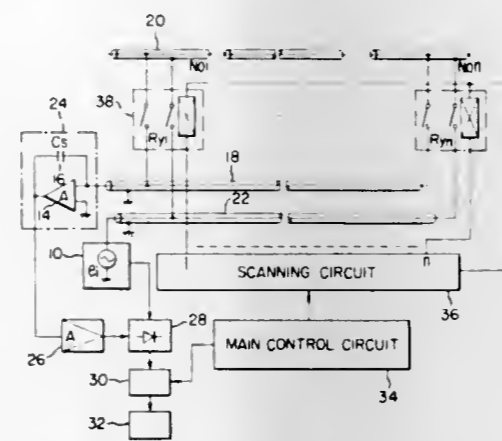 20
No1
Non
24
38
Cs
16
Ry1
Ryn
A
14
18
22
10
ei
n
SCANNING CIRCUIT
36
A
26
28
MAIN CONTROL CIRCUIT
30
34
32